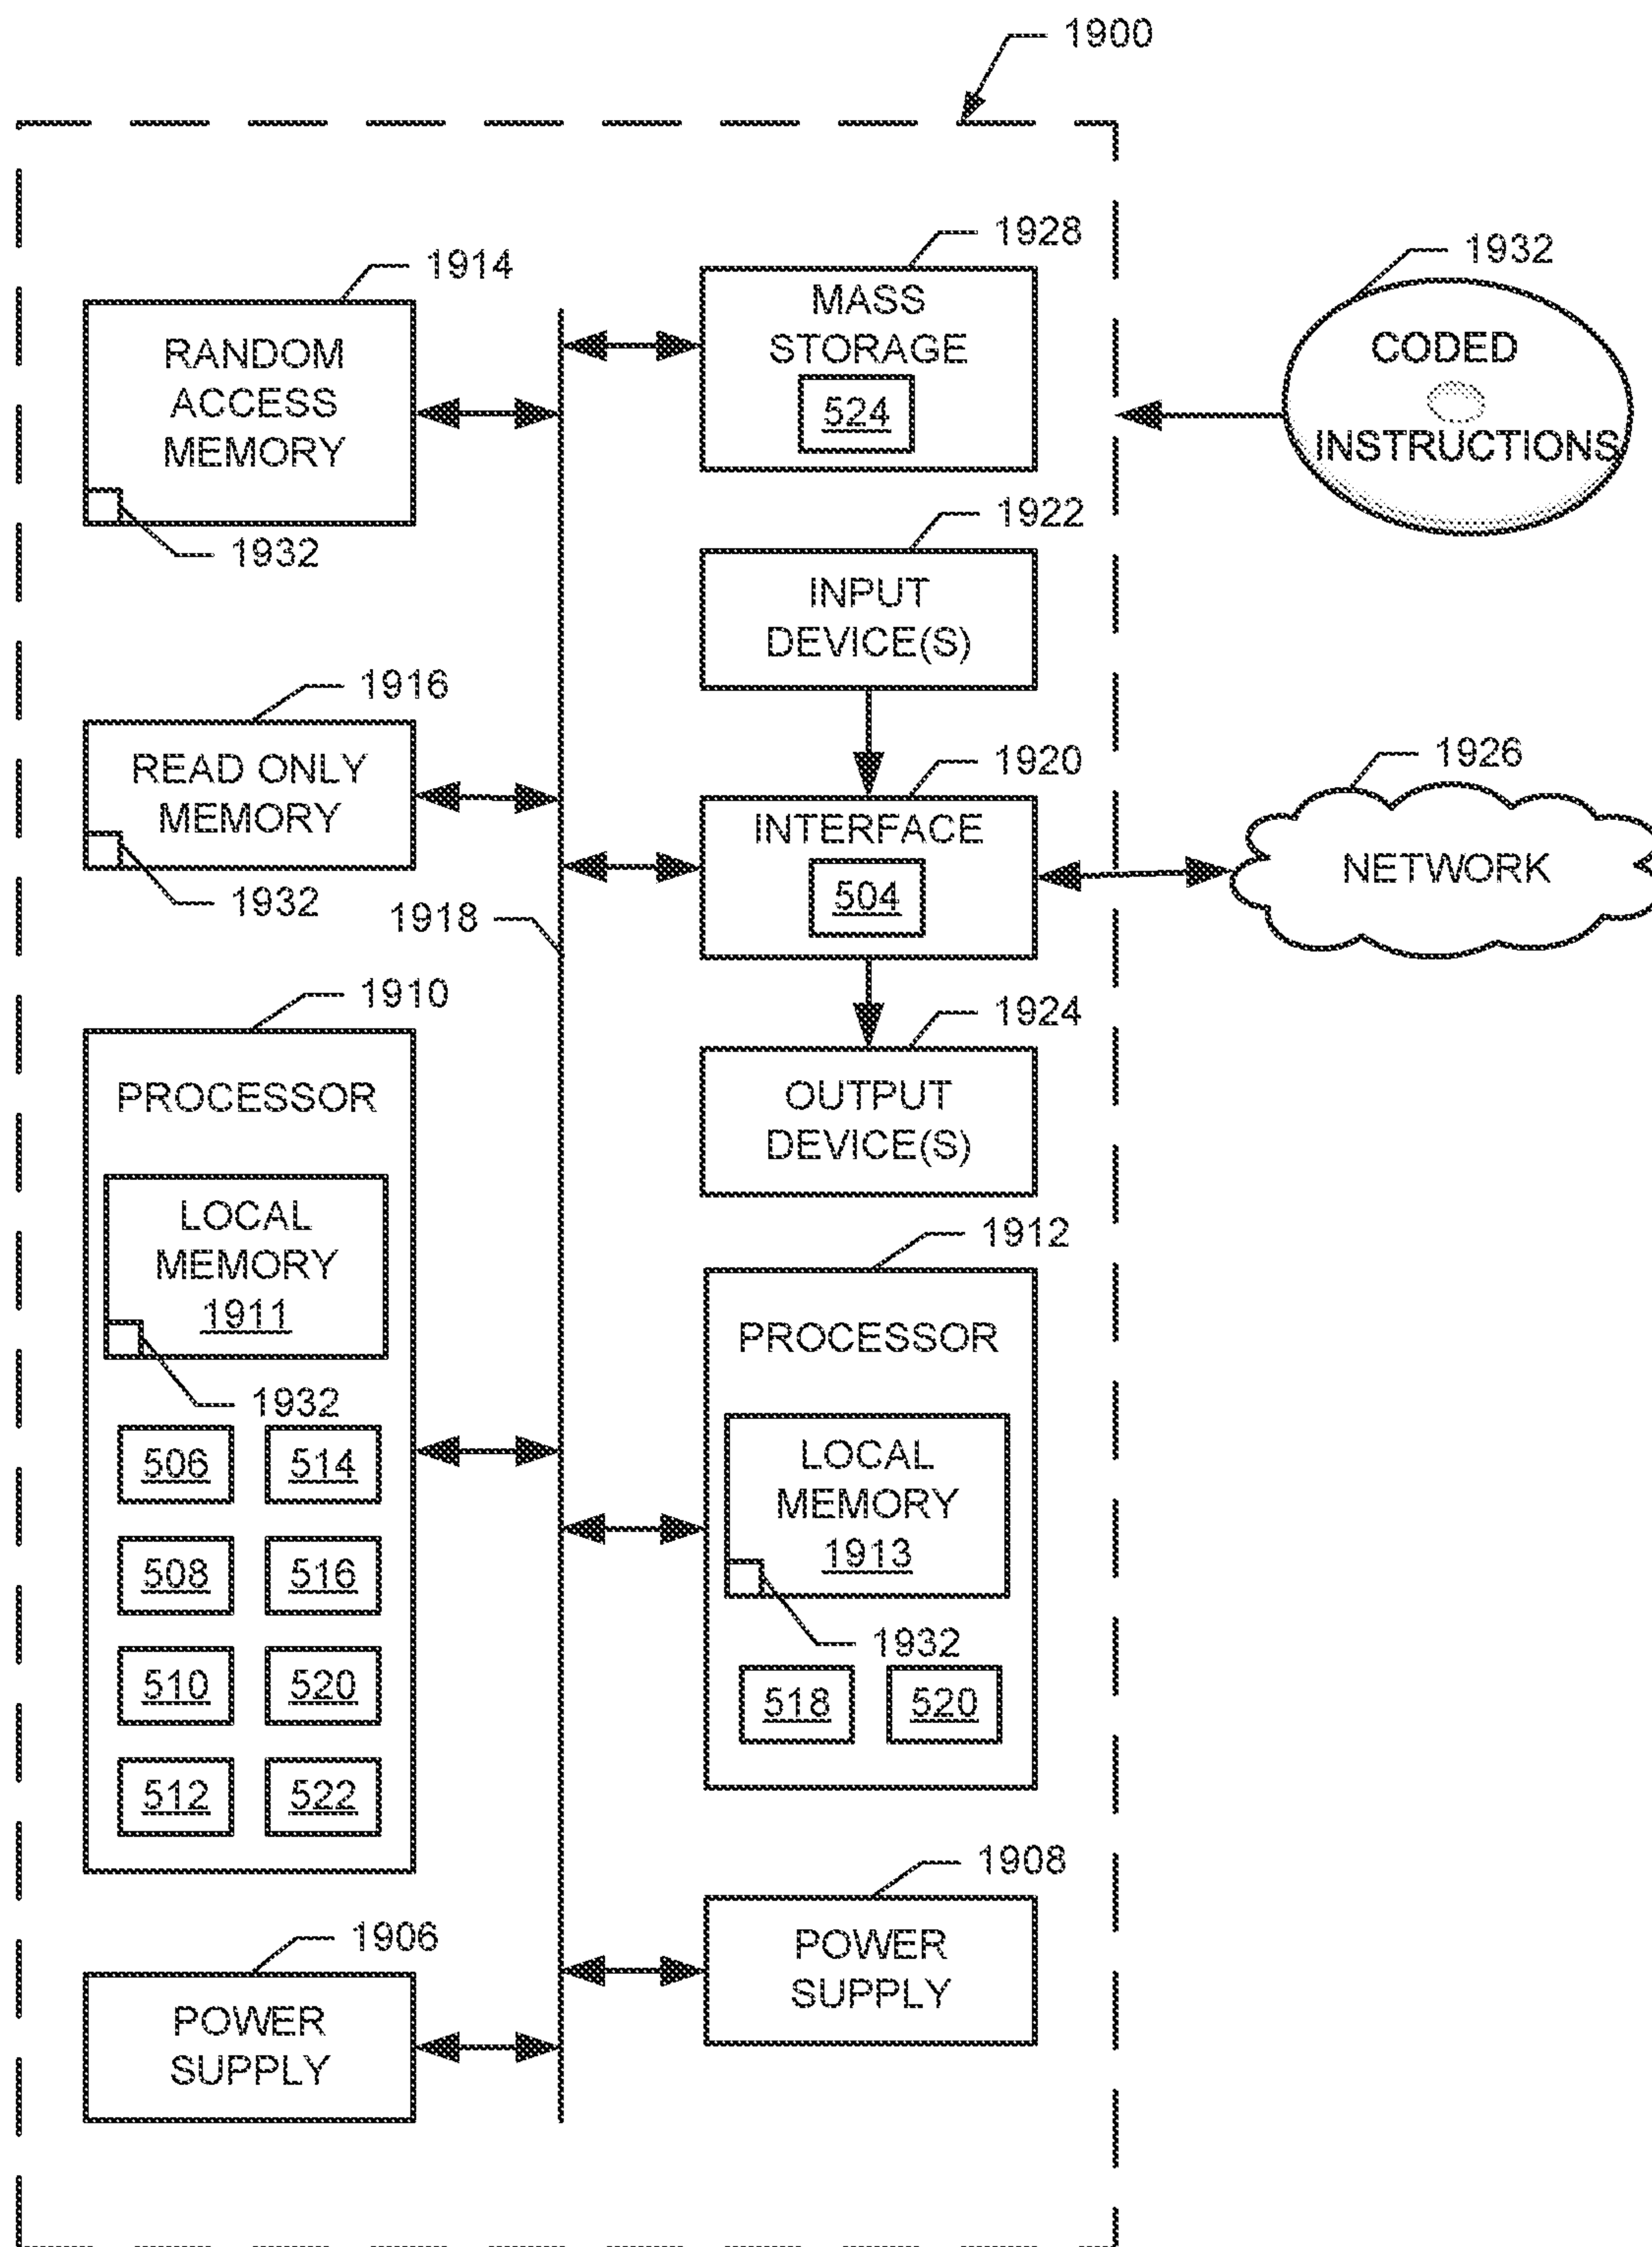 1900
1928
1914
1932
MASS
STORAGE
524
RANDOM
ACCESS
MEMORY
CODED
INSTRUCTIONS
1922
1932
INPUT
DEVICE(S)
1916
1920
1926
READ ONLY
MEMORY
INTERFACE
504
NETWORK
1932
1918
1910
1924
PROCESSOR
OUTPUT
DEVICE(S)
LOCAL
MEMORY
1911
1932
1912
PROCESSOR
506 514
LOCAL
MEMORY
1913
508 516
1932
510 520
518 520
512 522
1908
1906
POWER
SUPPLY
POWER
SUPPLY